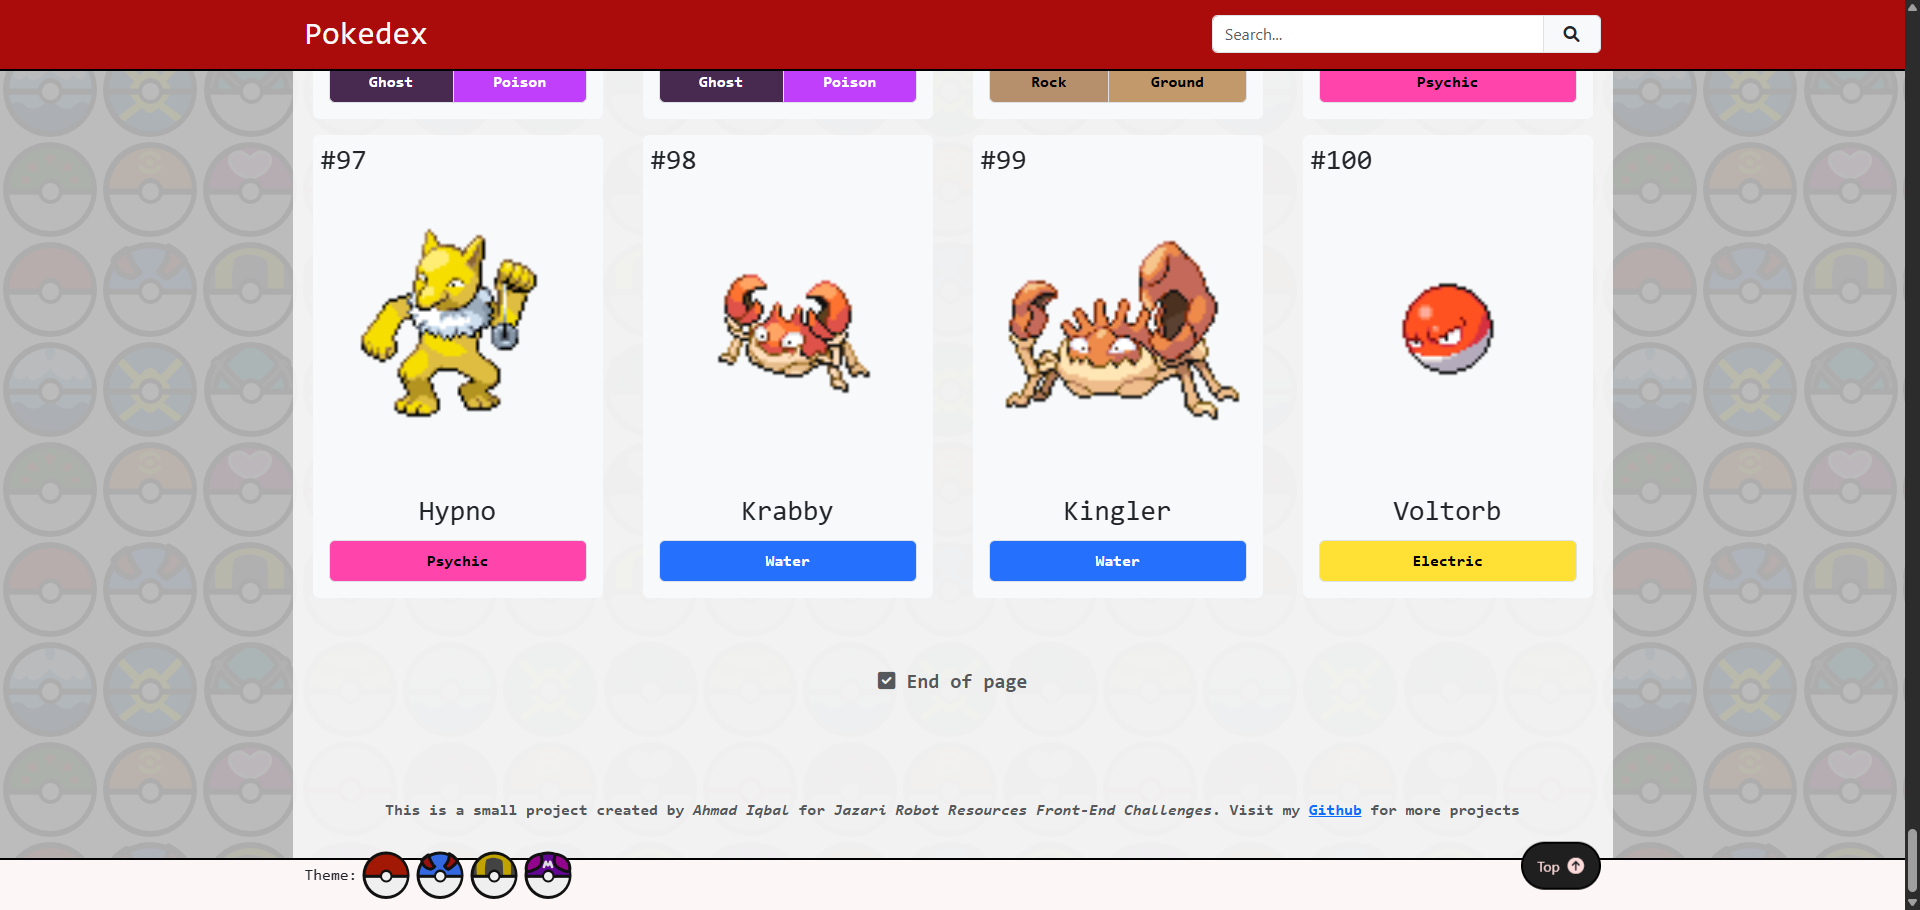 Pokedex
Search...
Ghost Poison
Ghost Poison
Rock Ground
Psychic
#97
#98
#99
#100
Hypno
Krabby
Kingler
Voltorb
Psychic
Water
Water
Electric
End of page
This is a small project created by Ahmad Iqbal for Jazari Robot Resources Front-End Challenges. Visit my Github for more projects
Theme:
M
Top